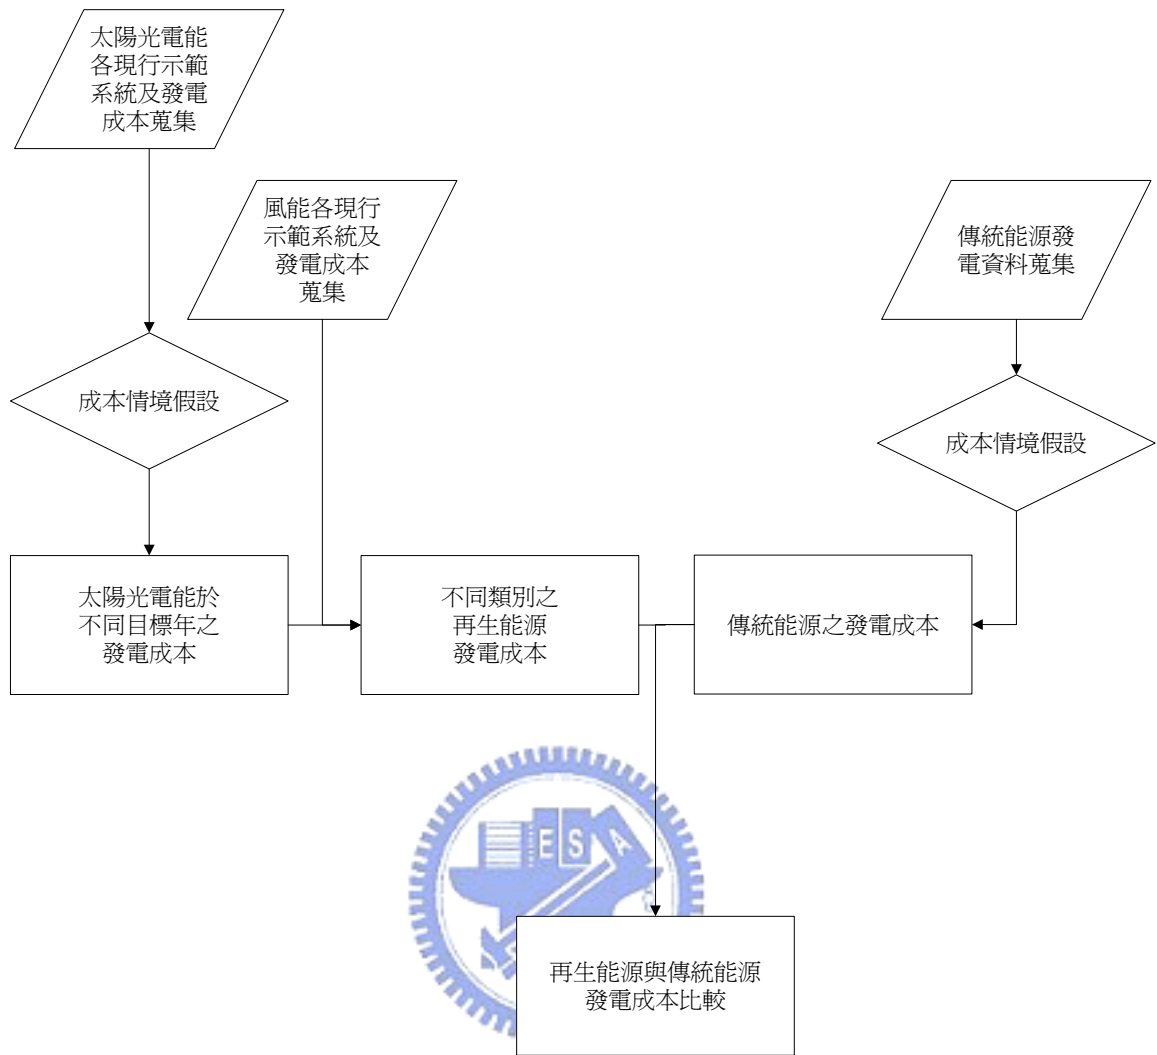 太陽光電能
各現行示範
系統及發電
成本蒐集
風能各現行
示範系統及
發電成本
蒐集
傳統能源發
電資料蒐集
成本情境假設
成本情境假設
太陽光電能於
不同目標年之
發電成本
不同類別之
再生能源
發電成本
傳統能源之發電成本
E S A
再生能源與傳統能源
發電成本比較